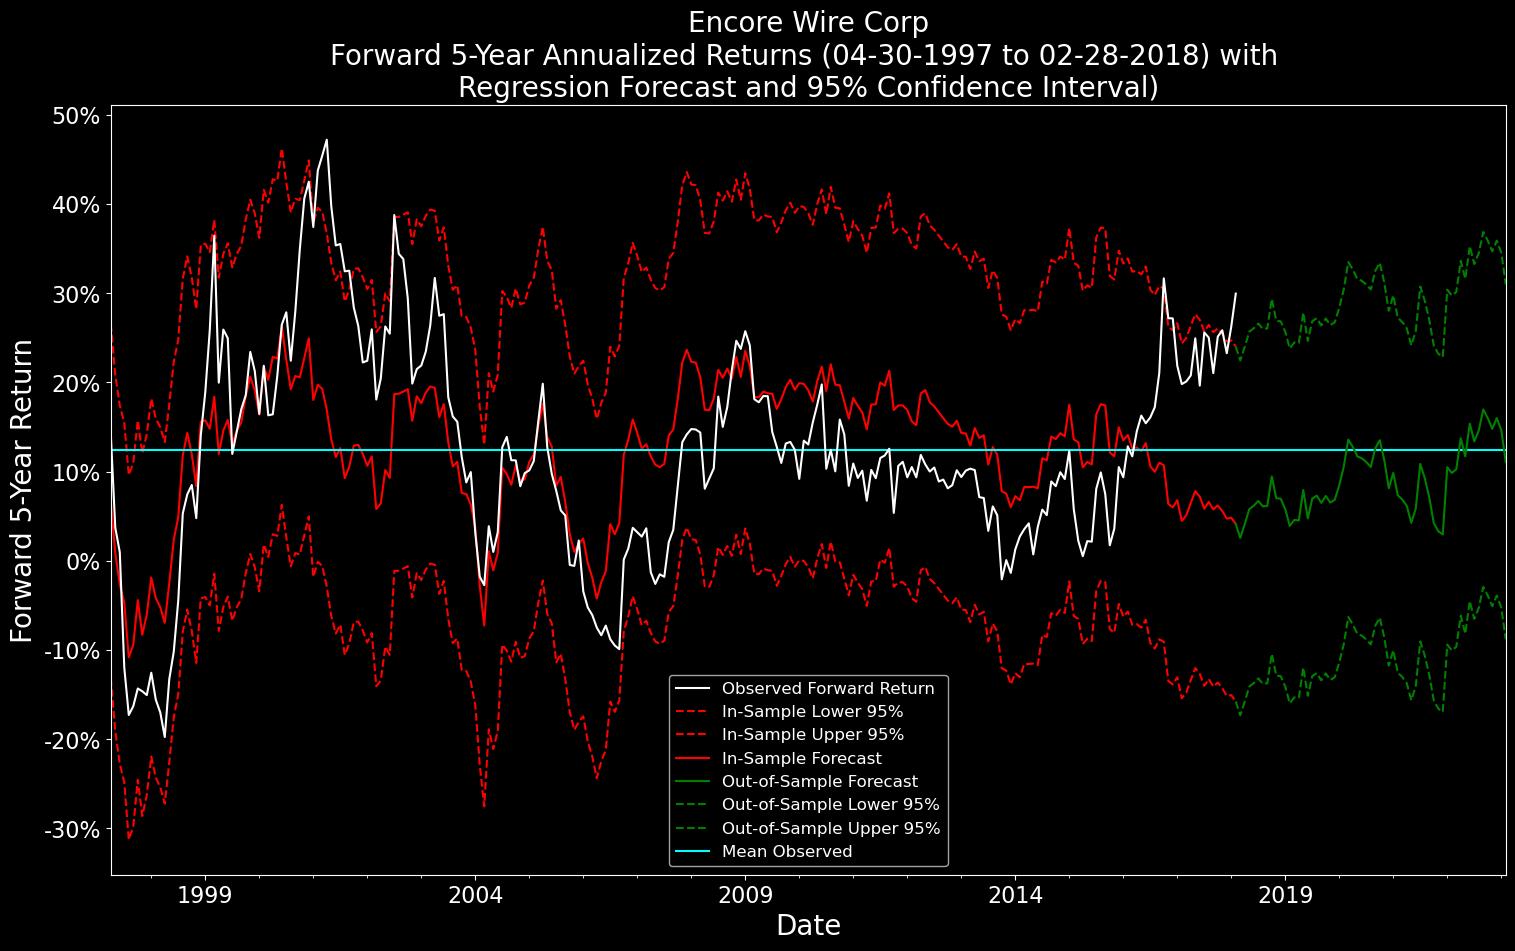 Encore Wire Corp
Forward 5-Year Annualized Returns (04-30-1997 to 02-28-2018) with
Regression Forecast and 95% Confidence Interval)
50%
40%
30%
20%
10%
0%
-10%
-20%
-30%
Forward 5-Year Return
Observed Forward Return
In-Sample Lower 95%
In-Sample Upper 95%
In-Sample Forecast
Out-of-Sample Forecast
Out-of-Sample Lower 95%
Out-of-Sample Upper 95%
Mean Observed
1999 2004 2009 2014 2019
Date